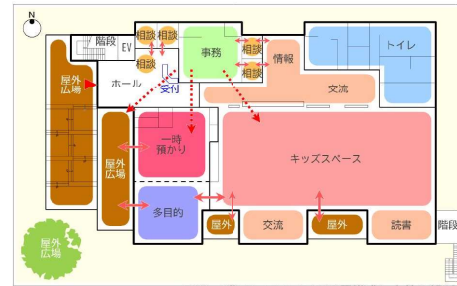 N
階段
EV
相談
相談
相談
事務
相談
相談
情報
トイレ
屋外
広場
ホール
受付
交流
屋外
広場
一時
預かり
キッズスペース
多目的
屋外
交流
屋外
読書
階段
屋外
広場